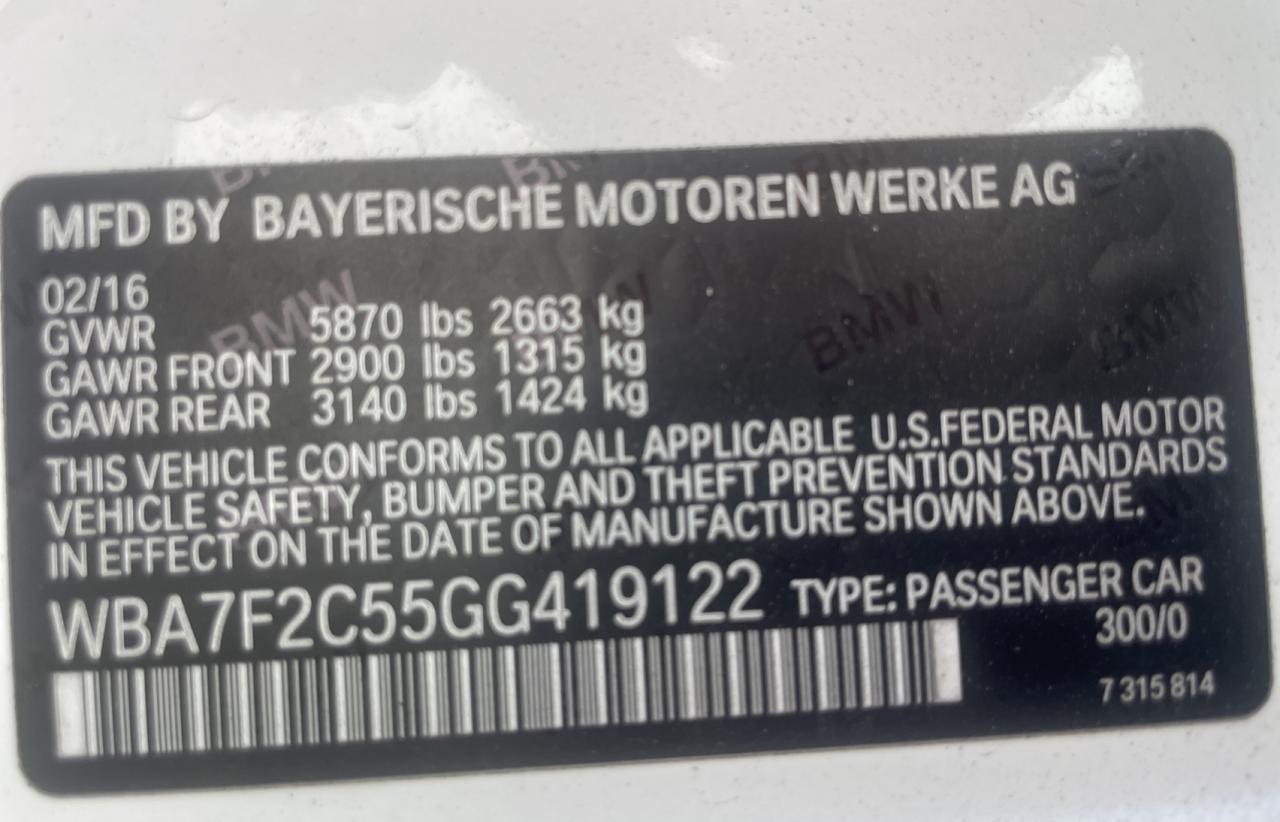 MFD BY BAYERISCHE MOTOREN WERKE AG
02/16
GVWR 5870 lbs 2663 kg
GAWR FRONT 2900 lbs 1315 kg
GAWR REAR 3140 lbs 1424 kg
THIS VEHICLE CONFORMS TO ALL APPLICABLE U.S.FEDERAL MOTOR
VEHICLE SAFETY, BUMPER AND THEFT PREVENTION STANDARDS
IN EFFECT ON THE DATE OF MANUFACTURE SHOWN ABOVE.
WBA7F2C55GG419122 TYPE: PASSENGER CAR
300/0
7 315 814
BMW
BMW
BMW